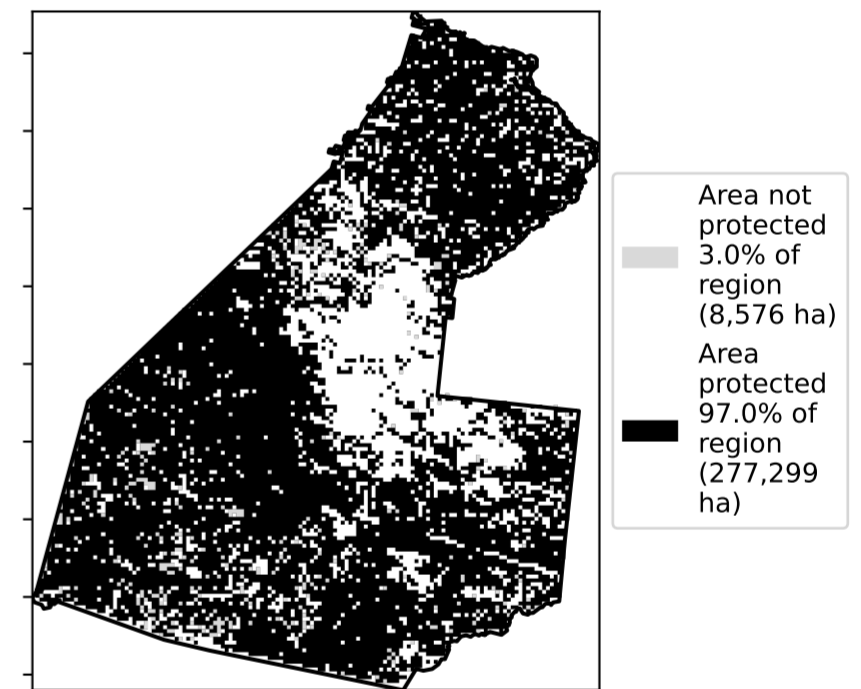 Area not
protected
3.0% of
region
(8,576 ha)
Area
protected
97.0% of
region
(277,299
ha)